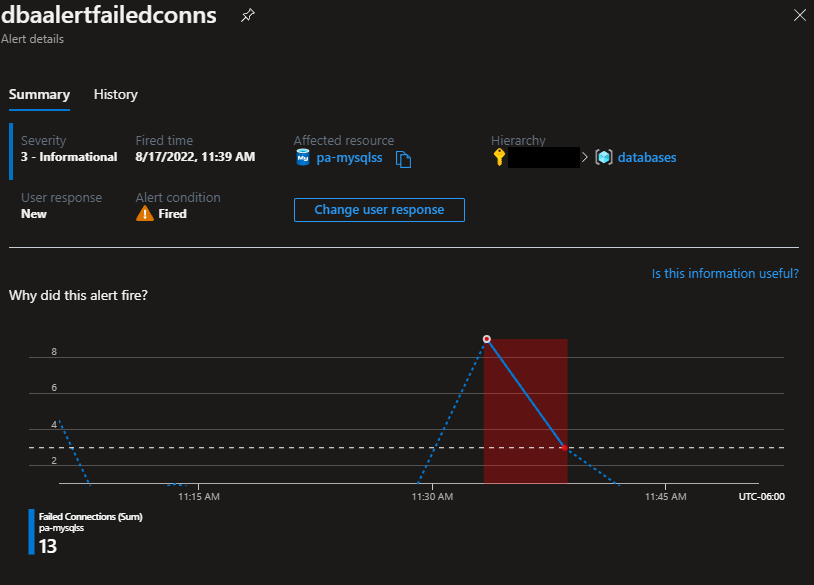 dbaalertfailedconns
Alert details
Summary History
Severity Fired time Affected resource Hierarchy
3 - Informational 8/17/2022, 11:39 AM My pa-mysqlss > databases
User response Alert condition
New Fired Change user response
Is this information useful?
Why did this alert fire?
8
6
4
2
11:15 AM 11:30 AM 11:45 AM UTC-06:00
Failed Connections (Sum)
pa-mysqlss
13